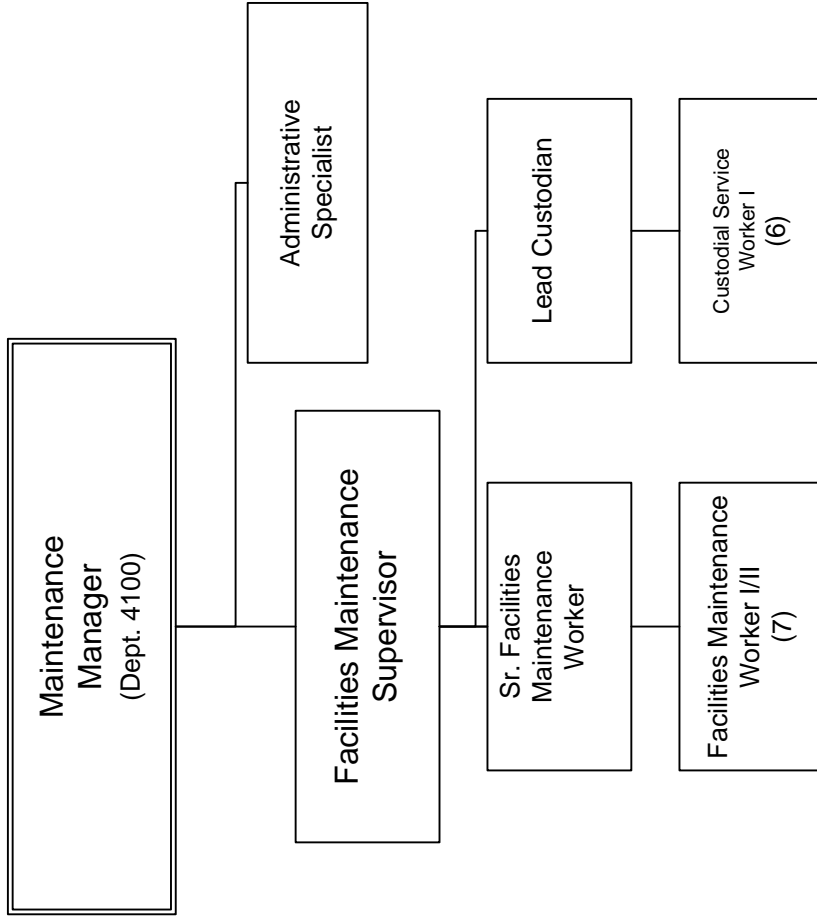 Maintenance
Manager
(Dept. 4100)
Administrative
Specialist
Facilities Maintenance
Supervisor
Sr. Facilities
Maintenance
Worker
Lead Custodian
Facilities Maintenance
Worker I/II
(7)
Custodial Service
Worker I
(6)